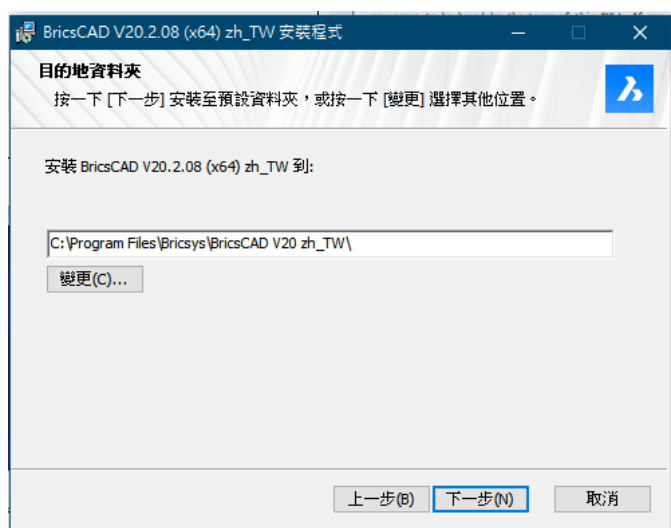 BricsCAD V20.2.08 (x64) zh_TW 安裝程式
目的地資料夾
按一下 [下一步] 安裝至預設資料夾，或按一下 [變更] 選擇其他位置。
安裝 BricsCAD V20.2.08 (x64) zh_TW 到:
C:\Program Files\Bricsys\BricsCAD V20 zh_TW\
變更(C)...
上一步(B) 下一步(N) 取消